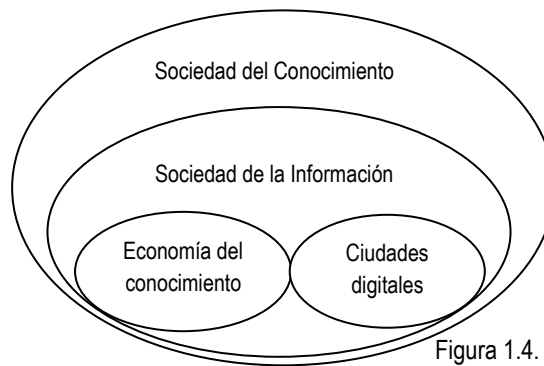 Sociedad del Conocimiento
Sociedad de la Información
Economía del
conocimiento
Ciudades
digitales
Figura 1.4.